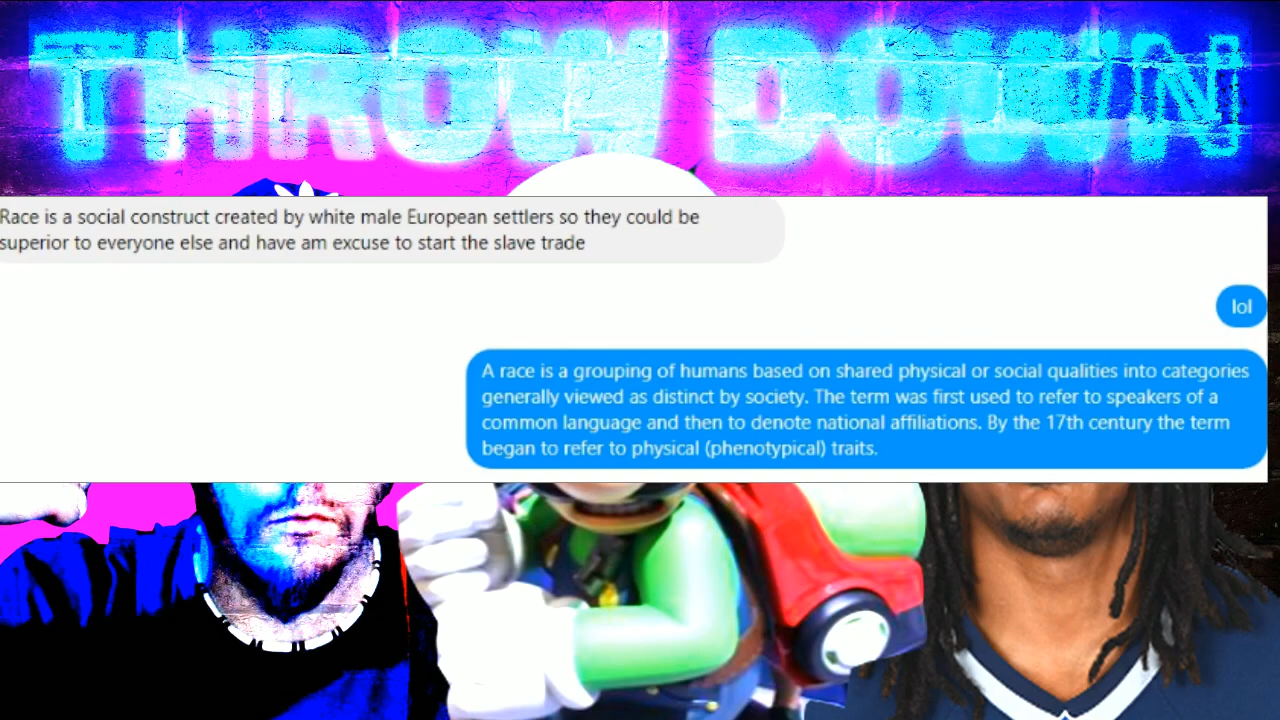 THROW DOWN
Race is a social construct created by white male European settlers so they could be
superior to everyone else and have am excuse to start the slave trade
lol
A race is a grouping of humans based on shared physical or social qualities into categories
generally viewed as distinct by society. The term was first used to refer to speakers of a
common language and then to denote national affiliations. By the 17th century the term
began to refer to physical (phenotypical) traits.